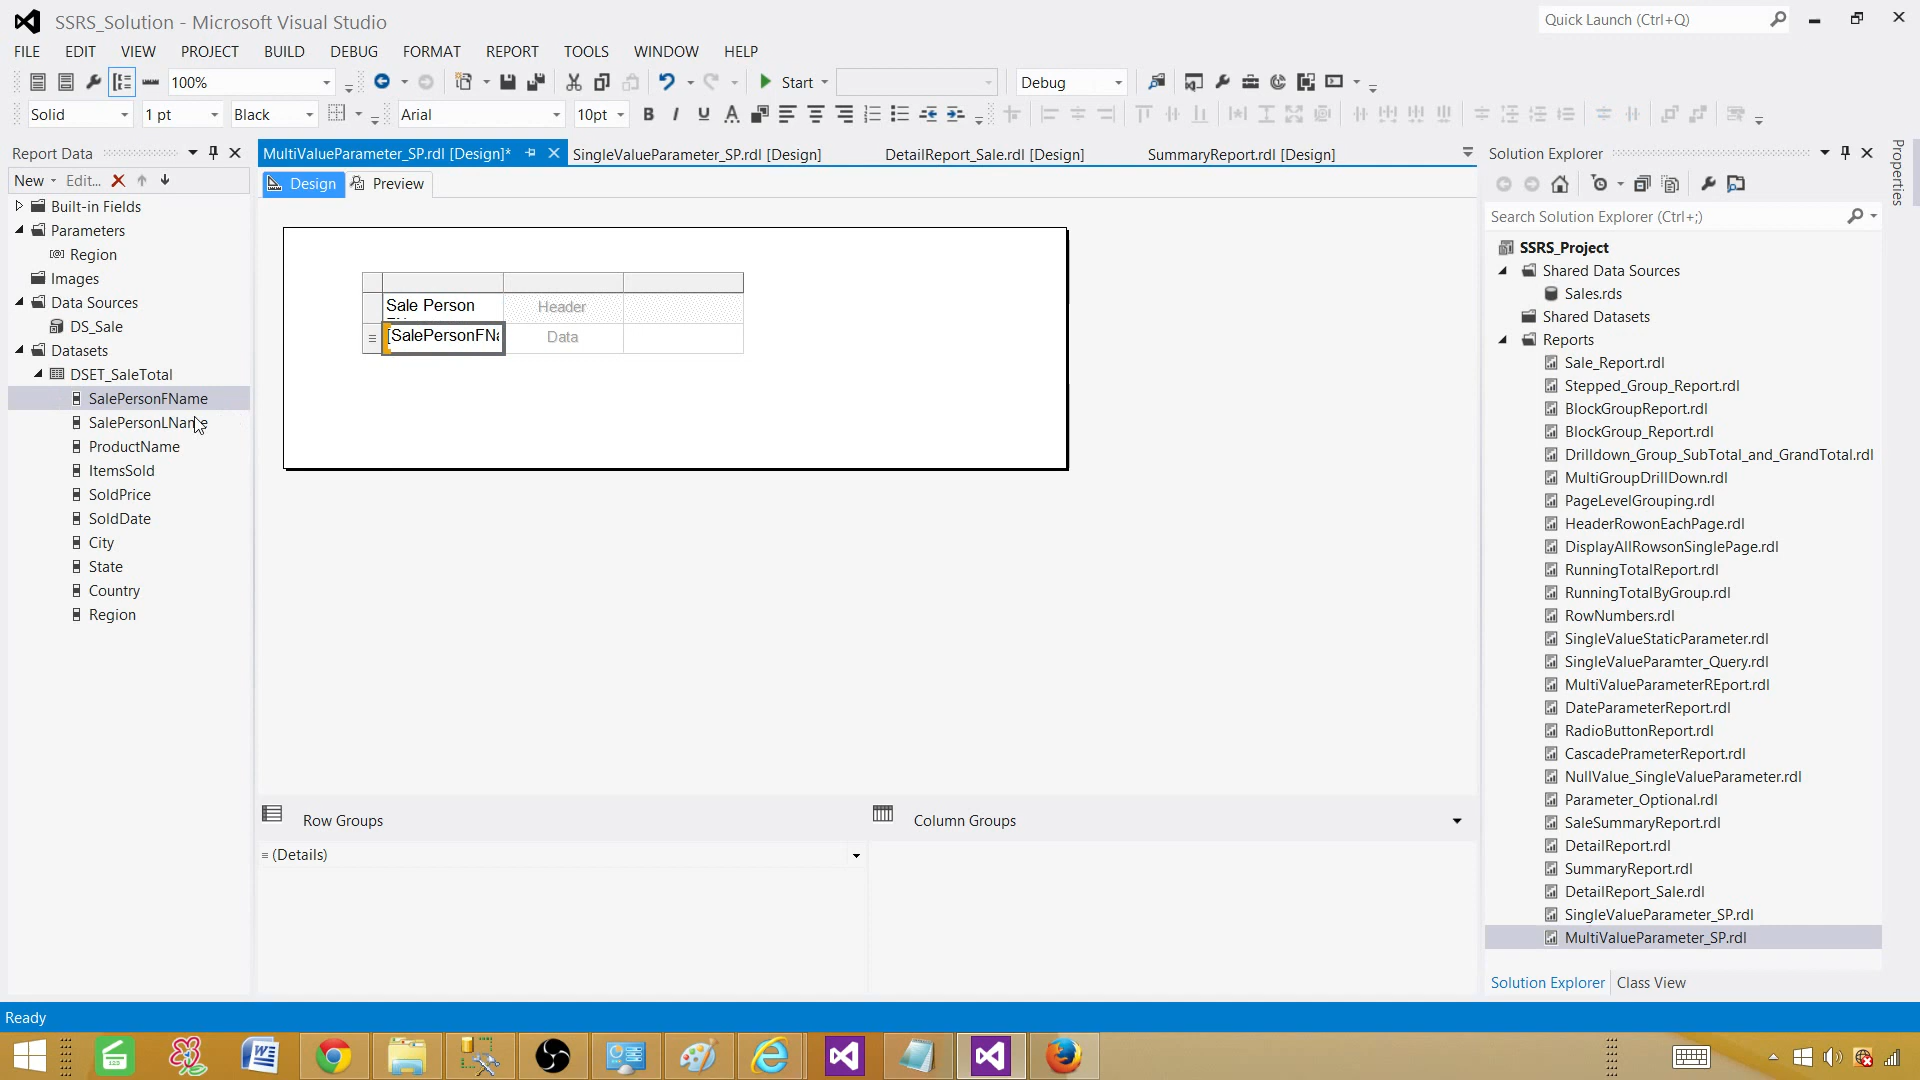 SSRS_Solution - Microsoft Visual Studio
Quick Launch (Ctrl+Q)
FILE EDIT VIEW PROJECT BUILD DEBUG FORMAT REPORT TOOLS WINDOW HELP
100% Start Debug
Solid 1 pt Black Arial 10pt B I U A
Report Data
MultiValueParameter_SP.rdl [Design]* SingleValueParameter_SP.rdl [Design] DetailReport_Sale.rdl [Design] SummaryReport.rdl [Design]
Solution Explorer
Properties
New Edit...
Design Preview
Search Solution Explorer (Ctrl+;)
Built-in Fields
Parameters
Region
Images
Data Sources
DS_Sale
Datasets
DSET_SaleTotal
SalePersonFName
SalePersonLName
ProductName
ItemsSold
SoldPrice
SoldDate
City
State
Country
Region
Sale Person Header
[SalePersonFNa Data
Row Groups
Column Groups
(Details)
SSRS_Project
Shared Data Sources
Sales.rds
Shared Datasets
Reports
Sale_Report.rdl
Stepped_Group_Report.rdl
BlockGroupReport.rdl
BlockGroup_Report.rdl
Drilldown_Group_SubTotal_and_GrandTotal.rdl
MultiGroupDrillDown.rdl
PageLevelGrouping.rdl
HeaderRowonEachPage.rdl
DisplayAllRowsonSinglePage.rdl
RunningTotalReport.rdl
RunningTotalByGroup.rdl
RowNumbers.rdl
SingleValueStaticParameter.rdl
SingleValueParamter_Query.rdl
MultiValueParameterREport.rdl
DateParameterReport.rdl
RadioButtonReport.rdl
CascadePrameterReport.rdl
NullValue_SingleValueParameter.rdl
Parameter_Optional.rdl
SaleSummaryReport.rdl
DetailReport.rdl
SummaryReport.rdl
DetailReport_Sale.rdl
SingleValueParameter_SP.rdl
MultiValueParameter_SP.rdl
Solution Explorer Class View
Ready